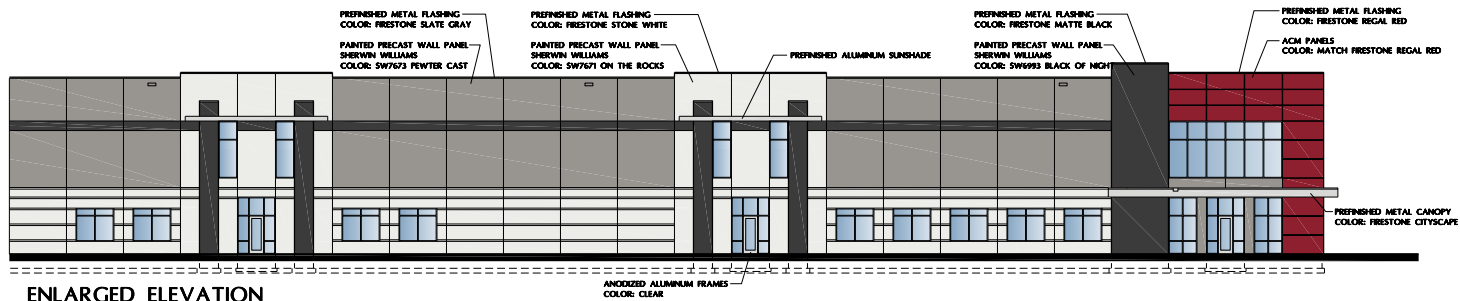 PREFINISHED METAL FLASHING
COLOR: FIRESTONE SLATE GRAY
PAINTED PRECAST WALL PANEL
SHERWIN WILLIAMS
COLOR: SW7673 PEWTER CAST
PREFINISHED METAL FLASHING
COLOR: FIRESTONE STONE WHITE
PAINTED PRECAST WALL PANEL
SHERWIN WILLIAMS
COLOR: SW7671 ON THE ROCKS
PREFINISHED ALUMINUM SUNSHADE
PREFINISHED METAL FLASHING
COLOR: FIRESTONE MATTE BLACK
PAINTED PRECAST WALL PANEL
SHERWIN WILLIAMS
COLOR: SW6993 BLACK OF NIGHT
PREFINISHED METAL FLASHING
COLOR: FIRESTONE REGAL RED
ACM PANELS
COLOR: MATCH FIRESTONE REGAL RED
PREFINISHED METAL CANOPY
COLOR: FIRESTONE CITYSCAPE
ANODIZED ALUMINUM FRAMES
COLOR: CLEAR
ENLARGED ELEVATION